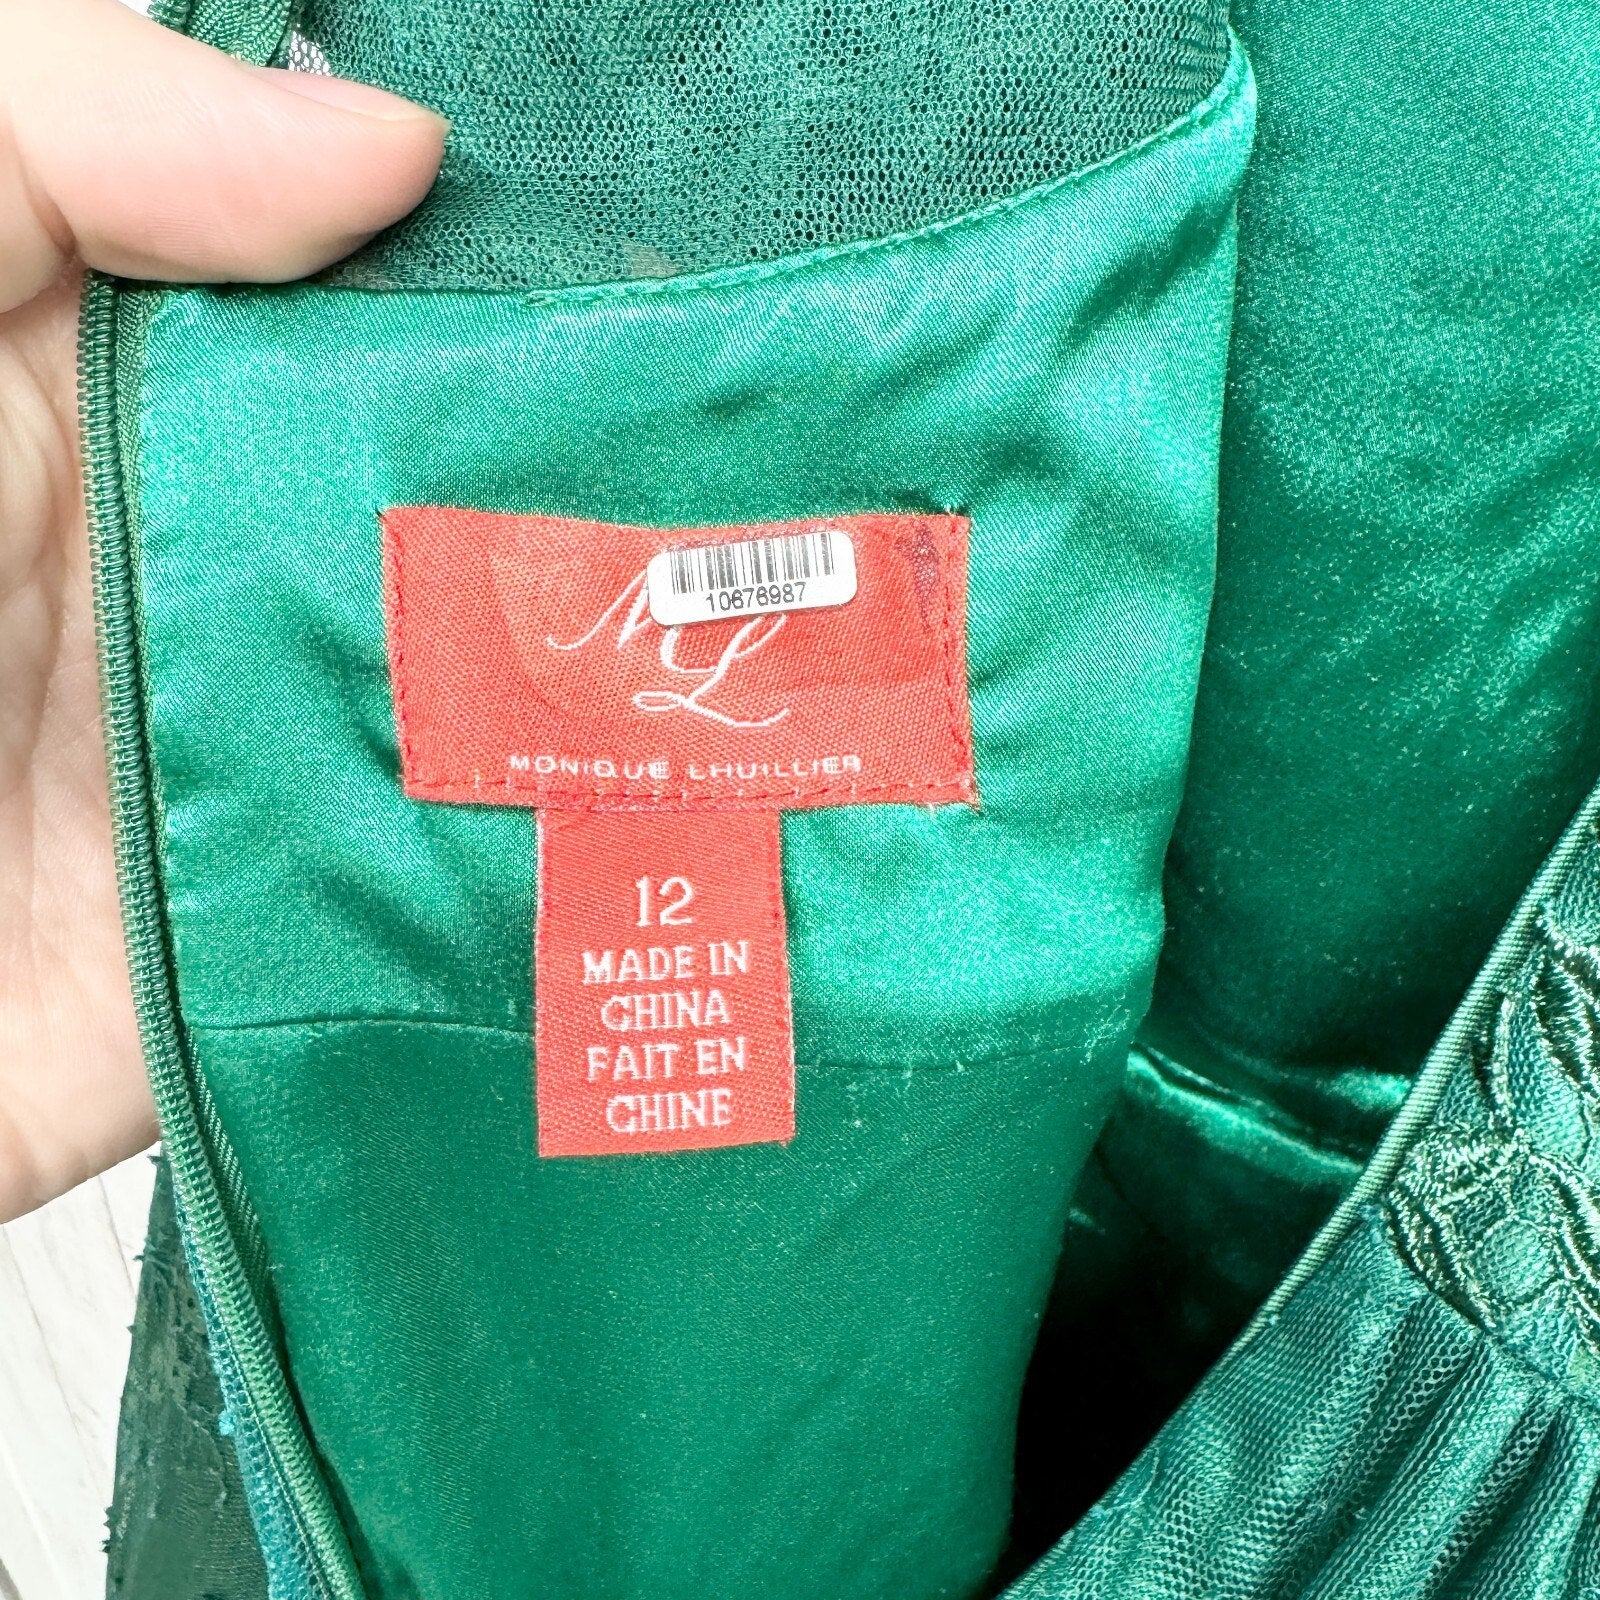 10676987
ML
MONIQUE LHUILLIER
12
MADE IN
CHINA
FAIT EN
CHINE